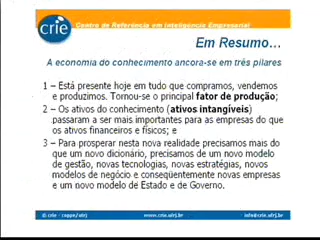 crie Centro de Referência em Inteligência Empresarial
Em Resumo...
A economia do conhecimento ancora-se em três pilares
1 – Está presente hoje em tudo que compramos, vendemos
e produzimos. Tornou-se o principal fator de produção;
2 – Os ativos do conhecimento (ativos intangíveis)
passaram a ser mais importantes para as empresas do que
os ativos financeiros e físicos; e
3 – Para prosperar nesta nova realidade precisamos mais do
que um novo dicionário, precisamos de um novo modelo
de gestão, novas tecnologias, novas estratégias, novos
modelos de negócio e conseqüentemente novas empresas
e um novo modelo de Estado e de Governo.
© crie - coppe/ufrj www.crie.ufrj.br info@crie.ufrj.br